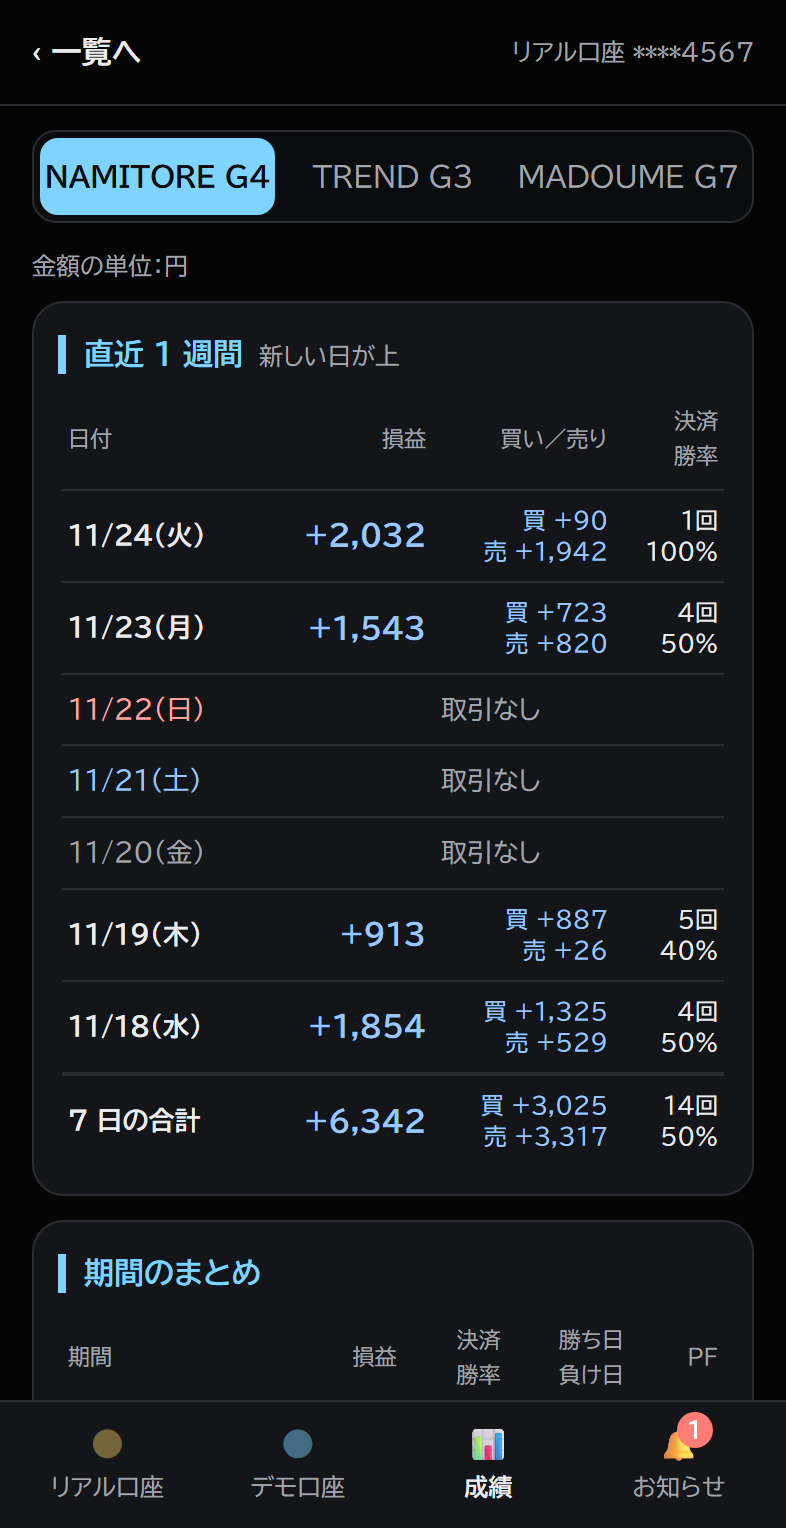 ‹ 一覧へ
リアル口座 ****4567
NAMITORE G4 TREND G3 MADOUME G7
金額の単位：円
直近 1 週間 新しい日が上
日付 損益 買い／売り 決済 勝率
11/24(火) +2,032 買 +90 売 +1,942 1回 100%
11/23(月) +1,543 買 +723 売 +820 4回 50%
11/22(日) 取引なし
11/21(土) 取引なし
11/20(金) 取引なし
11/19(木) +913 買 +887 売 +26 5回 40%
11/18(水) +1,854 買 +1,325 売 +529 4回 50%
7 日の合計 +6,342 買 +3,025 売 +3,317 14回 50%
期間のまとめ
期間 損益 決済 勝率 勝ち日 負け日 PF
リアル口座 デモ口座 成績 1 お知らせ